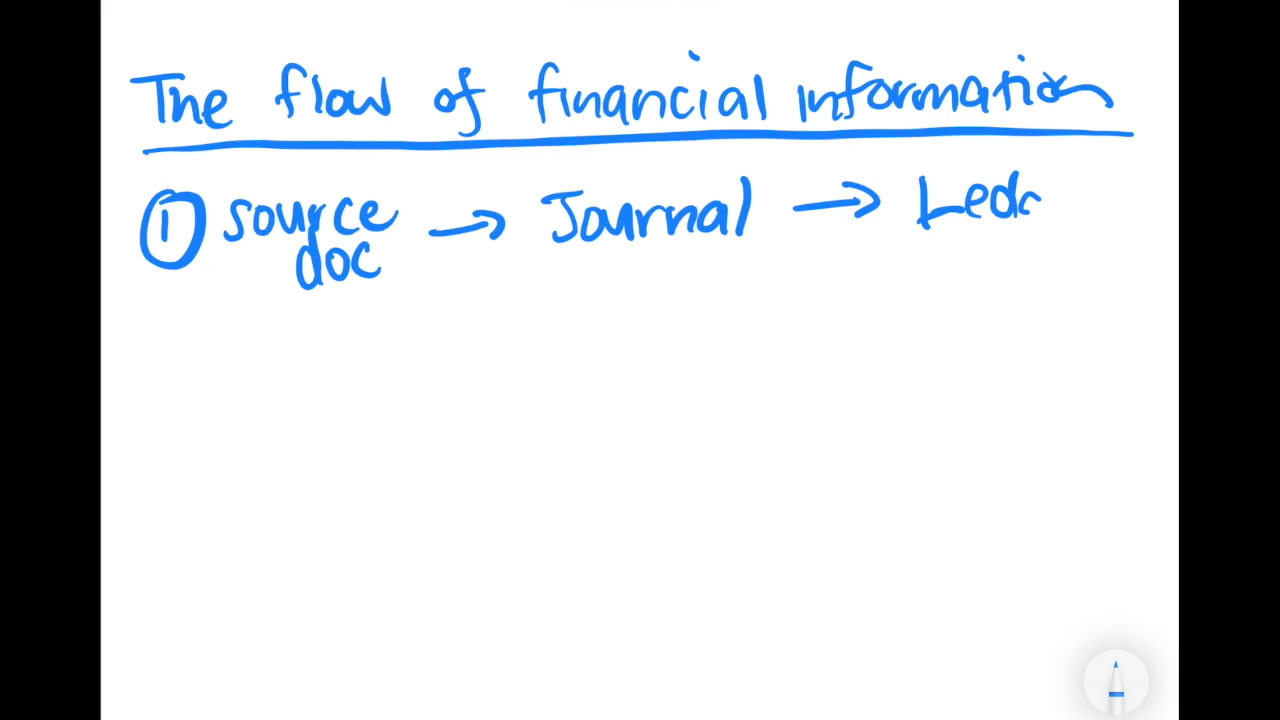 The flow of financial information
① source doc → Journal → Led